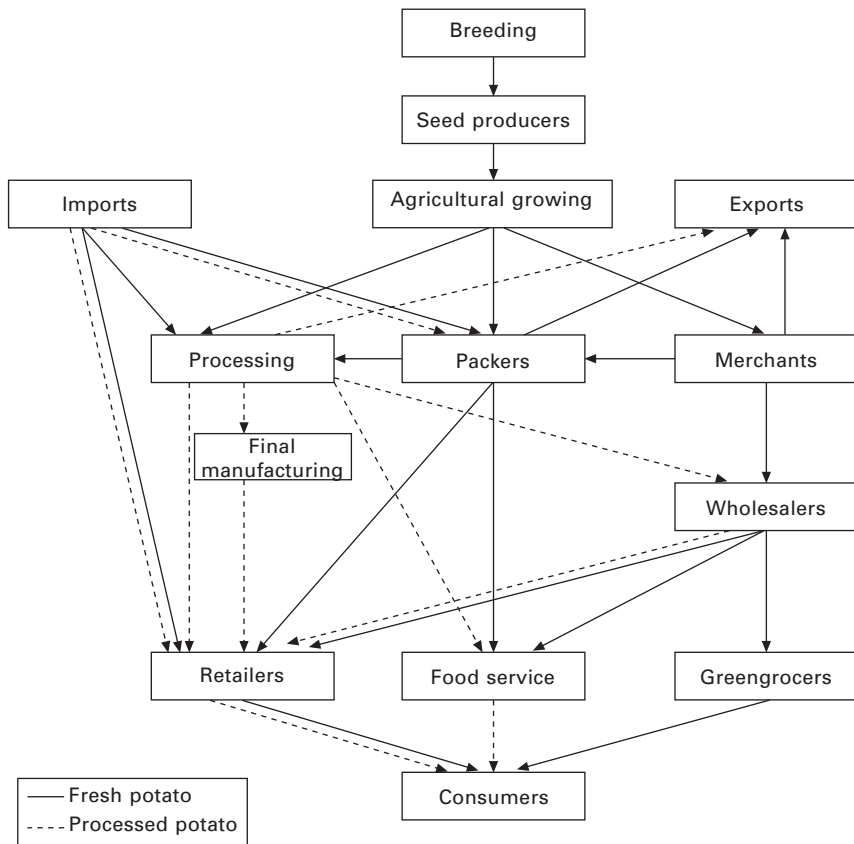 Breeding
Seed producers
Imports
Agricultural growing
Exports
Processing
Packers
Merchants
Final
manufacturing
Wholesalers
Retailers
Food service
Greengrocers
Consumers
Fresh potato
Processed potato